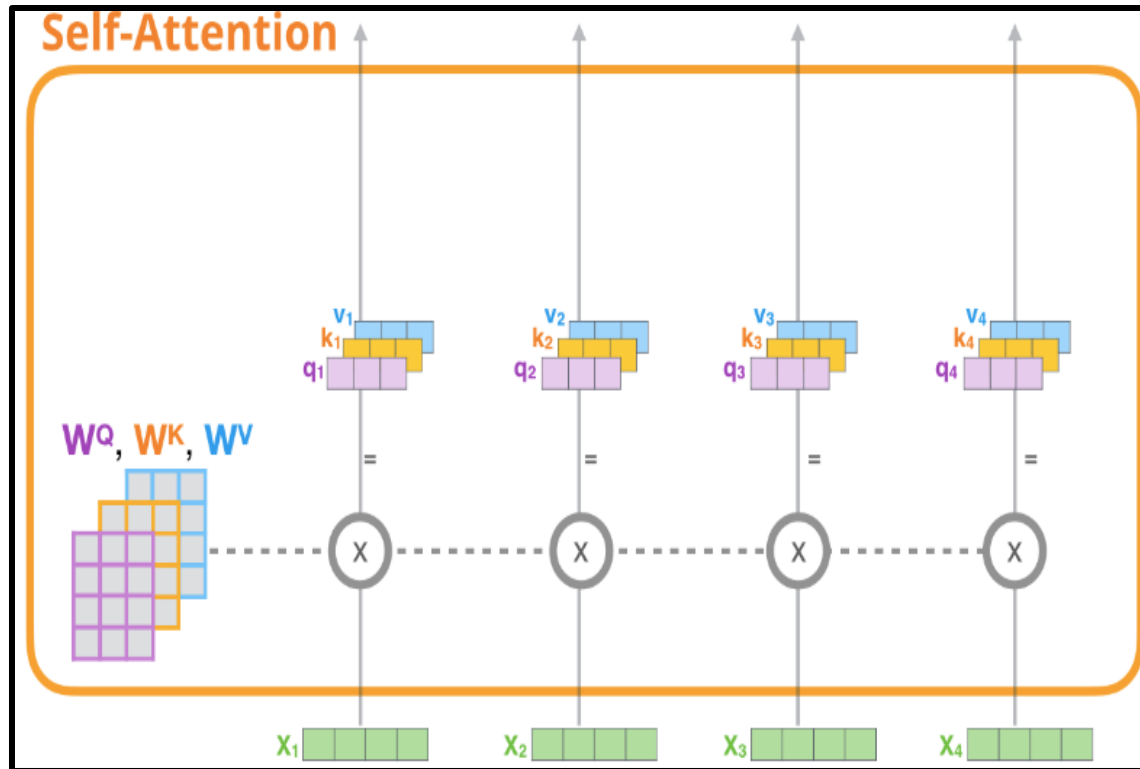 Self-Attention
v1 v2 v3 v4
k1 k2 k3 k4
q1 q2 q3 q4
WQ, WK, WV
= = = =
X X X X
X1 X2 X3 X4